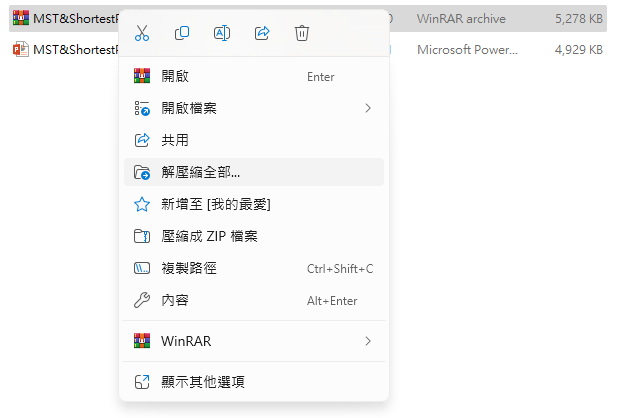 MST&Shortest WinRAR archive 5,278 KB
MST&Shortest Microsoft Power... 4,929 KB
開啟 Enter
開啟檔案
共用
解壓縮全部...
新增至 [我的最愛]
壓縮成 ZIP 檔案
複製路徑 Ctrl+Shift+C
內容 Alt+Enter
WinRAR
顯示其他選項